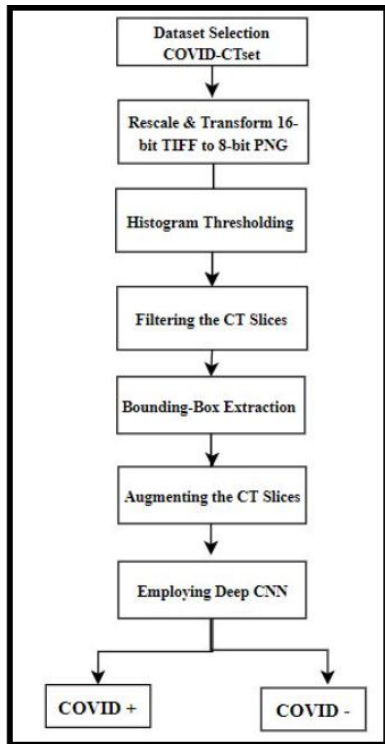 Dataset Selection
COVID-CTset
Rescale & Transform 16-
bit TIFF to 8-bit PNG
Histogram Thresholding
Filtering the CT Slices
Bounding-Box Extraction
Augmenting the CT Slices
Employing Deep CNN
COVID +
COVID -